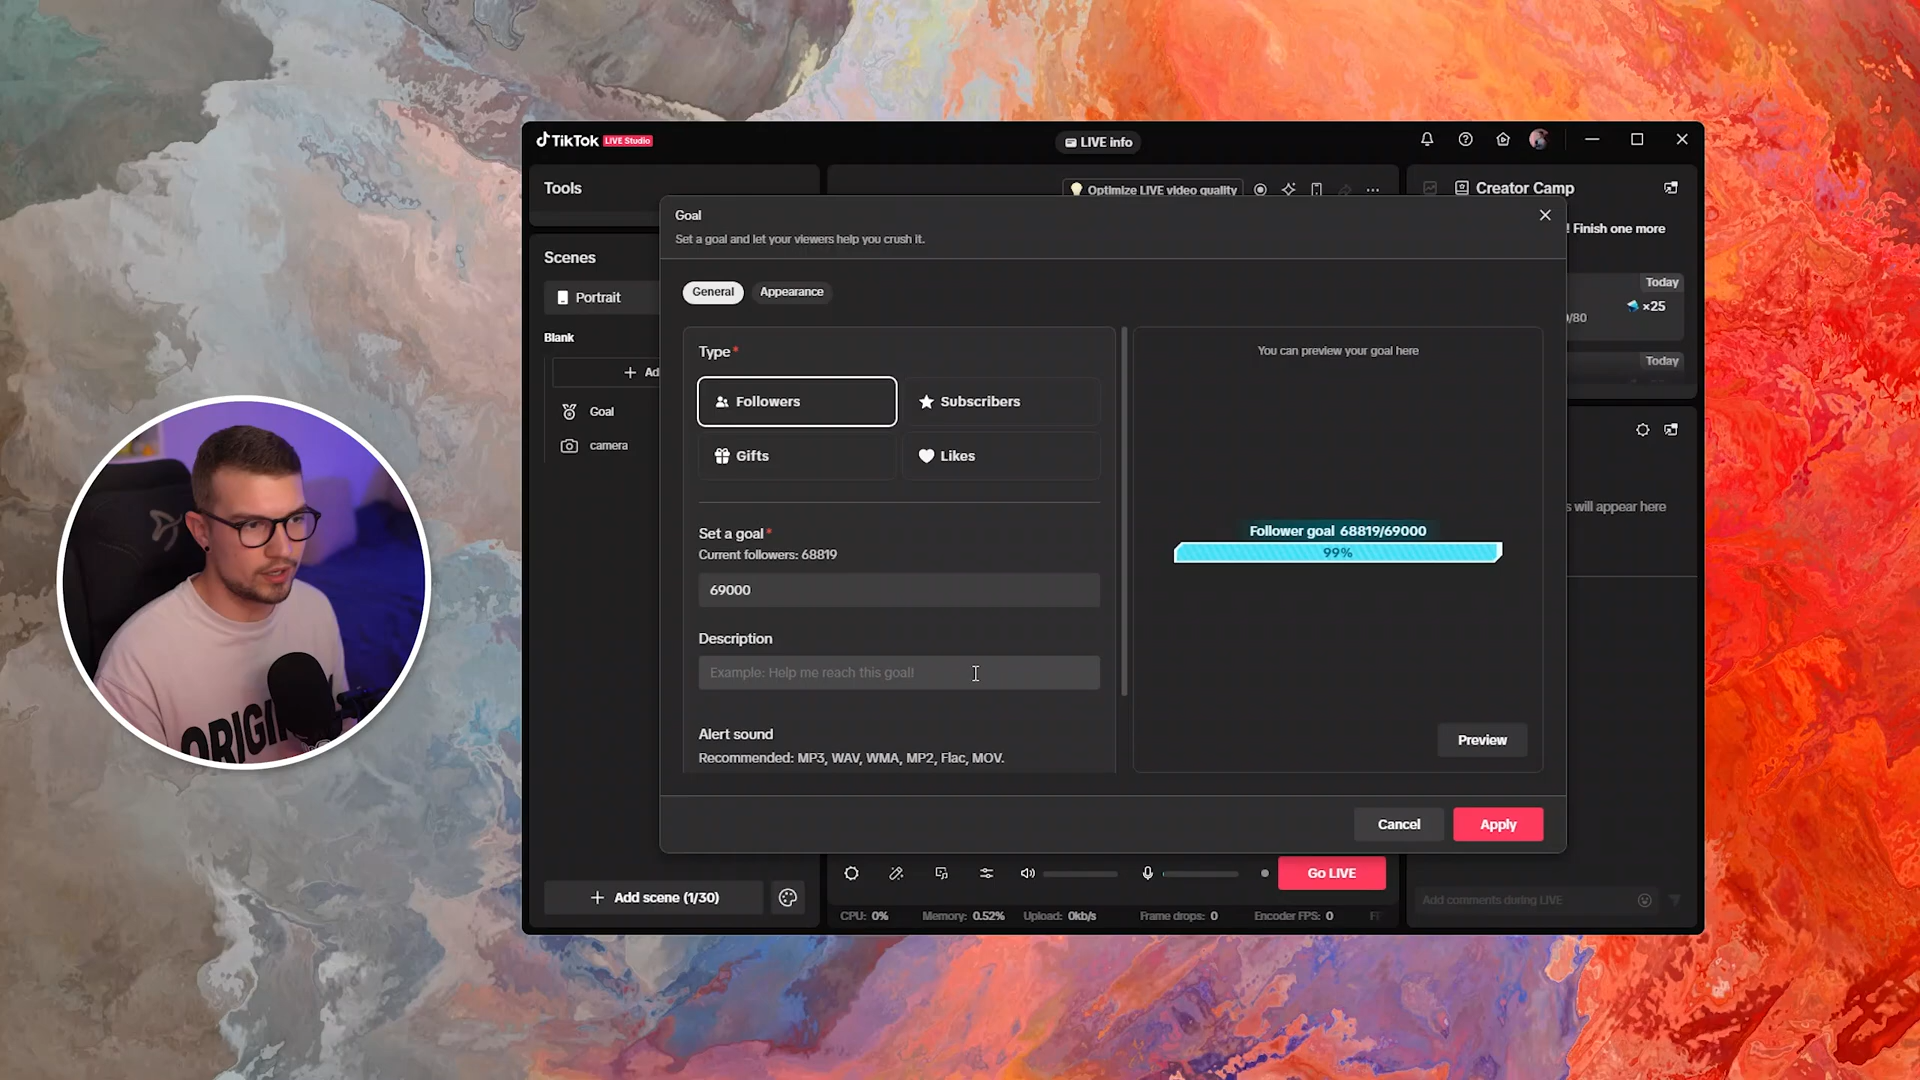 TikTok LIVE Studio
LIVE info
Tools
Optimize LIVE video quality
Creator Camp
! Finish one more
Today
×25
/80
Today
Scenes
Portrait
Blank
Goal
camera
Add scene (1/30)
Goal
Set a goal and let your viewers help you crush it.
General
Appearance
Type*
Followers
Subscribers
Gifts
Likes
Set a goal*
Current followers: 68819
69000
Description
Example: Help me reach this goal!
Alert sound
Recommended: MP3, WAV, WMA, MP2, Flac, MOV.
You can preview your goal here
Follower goal 68819/69000
99%
Preview
Cancel
Apply
will appear here
Go LIVE
CPU: 0%
Memory: 0.52%
Upload: 0kb/s
Frame drops: 0
Encoder FPS: 0
Add comments during LIVE